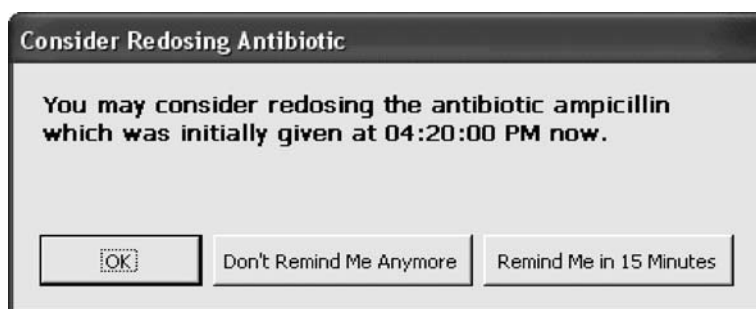 Consider Redosing Antibiotic
You may consider redosing the antibiotic ampicillin
which was initially given at 04:20:00 PM now.
OK Don't Remind Me Anymore Remind Me in 15 Minutes